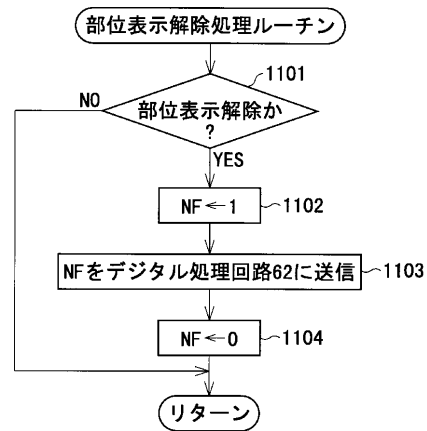 部位表示解除処理ルーチン
1101
NO
部位表示解除か
?
YES
NF←1
1102
NFをデジタル処理回路62に送信
1103
NF←0
1104
リターン